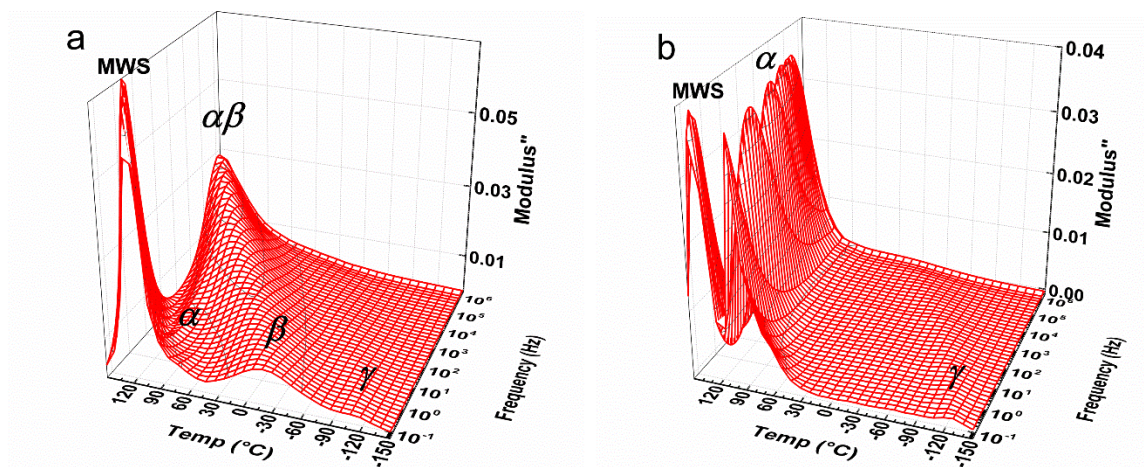 a
MWS
αβ
α
β
γ
0.05
0.03
0.01
Modulus"
10⁶
10⁵
10⁴
10³
10²
10¹
10⁰
10⁻¹
Frequency (Hz)
120
90
60
30
0
-30
-60
-90
-120
-150
Temp (°C)
b
MWS
α
γ
0.04
0.03
0.02
0.01
0.00
Modulus"
10⁶
10⁵
10⁴
10³
10²
10¹
10⁰
10⁻¹
Frequency (Hz)
120
90
60
30
0
-30
-60
-90
-120
-150
Temp (°C)